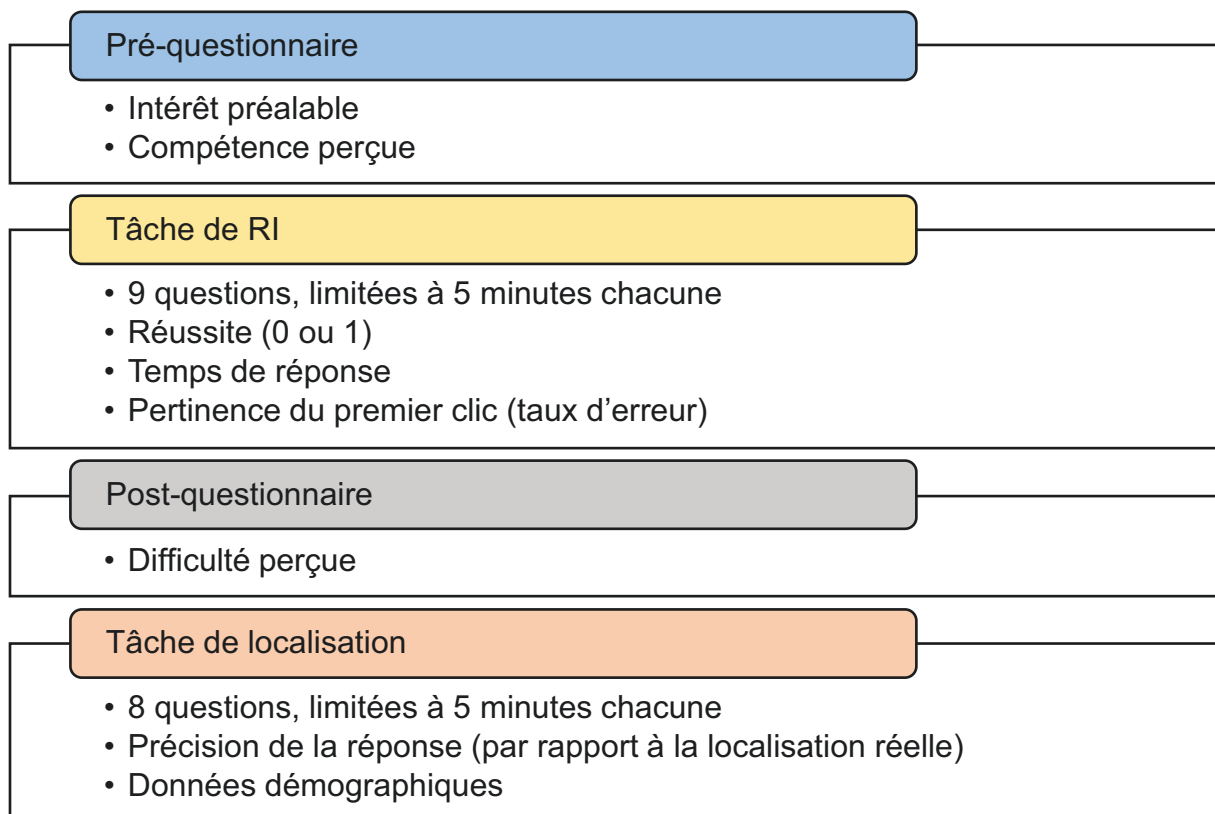 Pré-questionnaire
• Intérêt préalable
• Compétence perçue
Tâche de RI
• 9 questions, limitées à 5 minutes chacune
• Réussite (0 ou 1)
• Temps de réponse
• Pertinence du premier clic (taux d’erreur)
Post-questionnaire
• Difficulté perçue
Tâche de localisation
• 8 questions, limitées à 5 minutes chacune
• Précision de la réponse (par rapport à la localisation réelle)
• Données démographiques